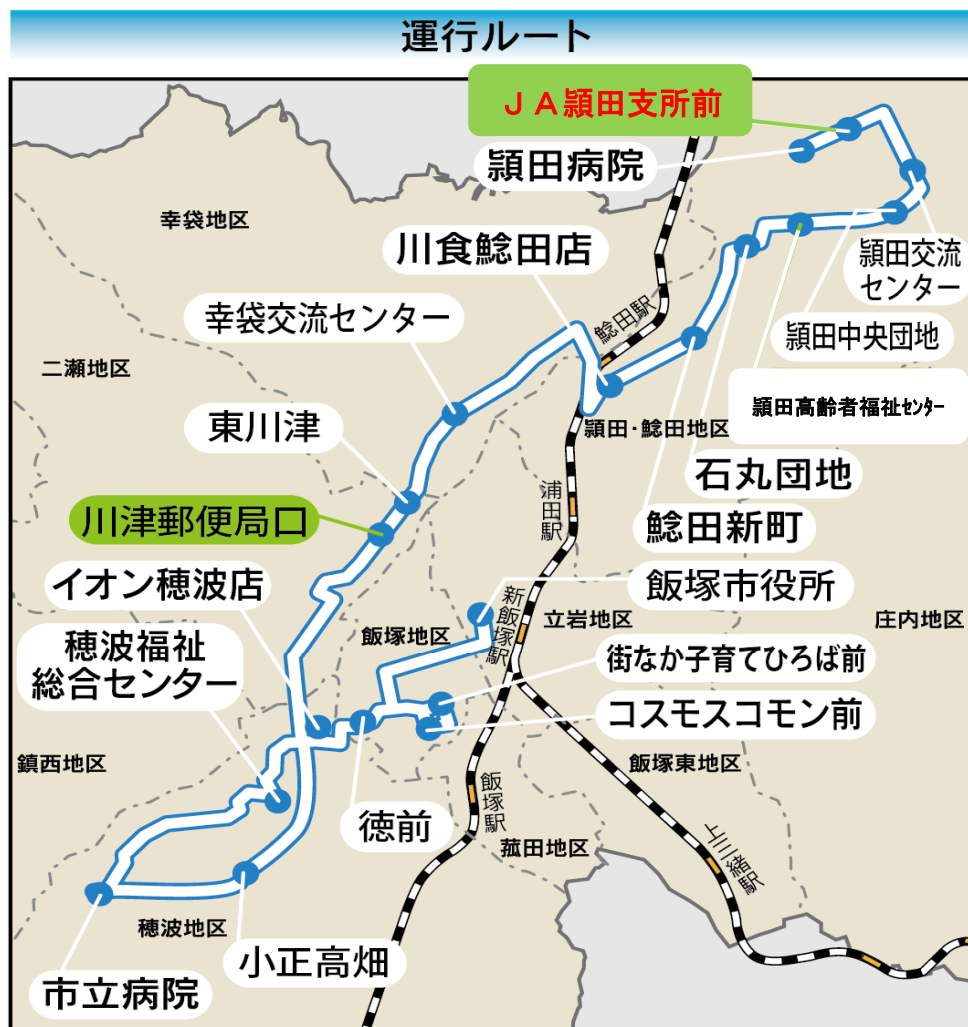 運行ルート
ＪＡ頴田支所前
頴田病院
幸袋地区
川食鯰田店
頴田交流
センター
幸袋交流センター
鯰田駅
頴田中央団地
二瀬地区
頴田高齢者福祉ｾﾝﾀｰ
東川津
頴田・鯰田地区
石丸団地
浦田駅
川津郵便局口
鯰田新町
イオン穂波店
飯塚市役所
新飯塚駅
飯塚地区
立岩地区
庄内地区
穂波福祉
総合センター
街なか子育てひろば前
コスモスコモン前
鎮西地区
飯塚東地区
飯塚駅
徳前
菰田地区
上三緒駅
穂波地区
小正高畑
市立病院